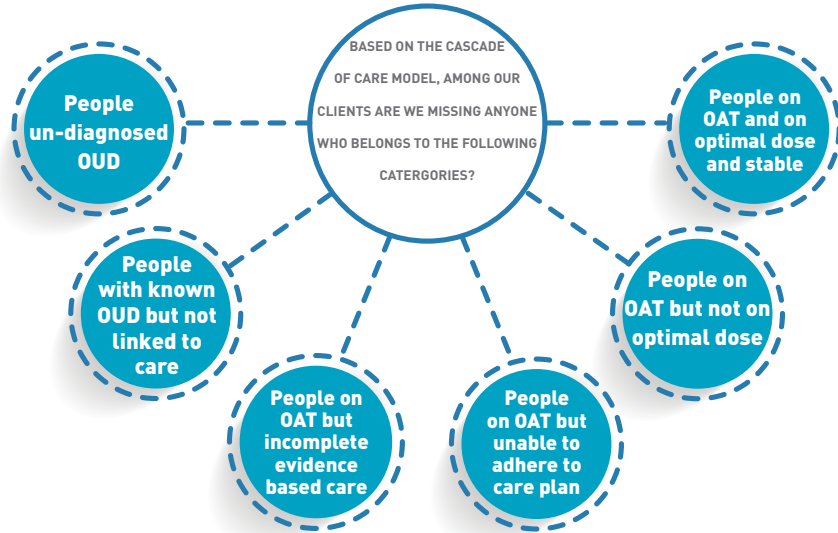 BASED ON THE CASCADE
OF CARE MODEL, AMONG OUR
CLIENTS ARE WE MISSING ANYONE
WHO BELONGS TO THE FOLLOWING
CATERGORIES?
People
un-diagnosed
OUD
People
with known
OUD but not
linked to
care
People on
OAT but
incomplete
evidence
based care
People
on OAT but
unable to
adhere to
care plan
People on
OAT but not on
optimal dose
People on
OAT and on
optimal dose
and stable